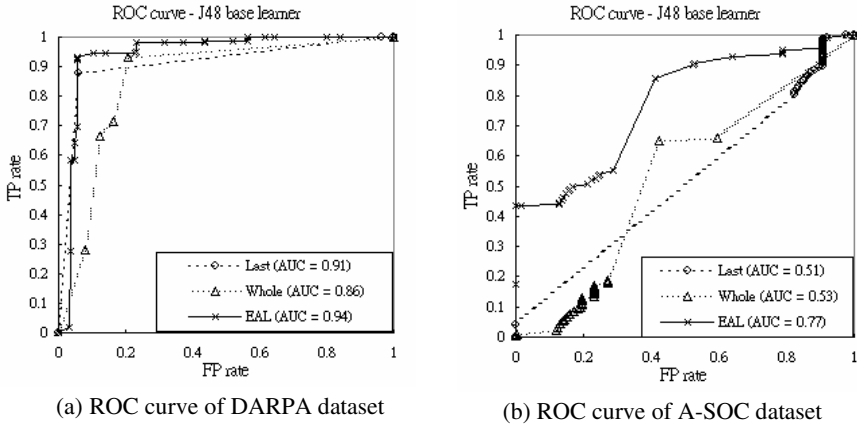 ROC curve - J48 base learner
TP rate
1
0.9
0.8
0.7
0.6
0.5
0.4
0.3
0.2
0.1
0
Last (AUC = 0.91)
Whole (AUC = 0.86)
EAL (AUC = 0.94)
0 0.2 0.4 0.6 0.8 1
FP rate
(a) ROC curve of DARPA dataset
ROC curve - J48 base learner
TP rate
1
0.9
0.8
0.7
0.6
0.5
0.4
0.3
0.2
0.1
0
Last (AUC = 0.51)
Whole (AUC = 0.53)
EAL (AUC = 0.77)
0 0.2 0.4 0.6 0.8 1
FP rate
(b) ROC curve of A-SOC dataset